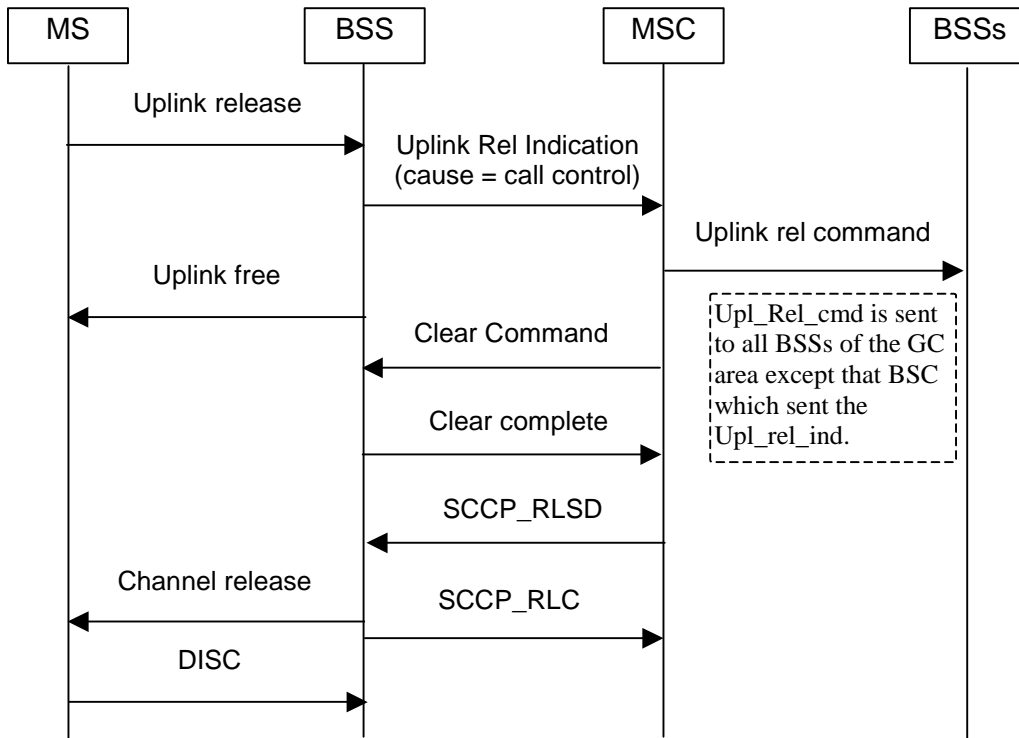 MS
BSS
MSC
BSSs
Uplink release
Uplink Rel Indication
(cause = call control)
Uplink rel command
Uplink free
Upl_Rel_cmd is sent
to all BSSs of the GC
area except that BSC
which sent the
Upl_rel_ind.
Clear Command
Clear complete
SCCP_RLSD
Channel release
SCCP_RLC
DISC